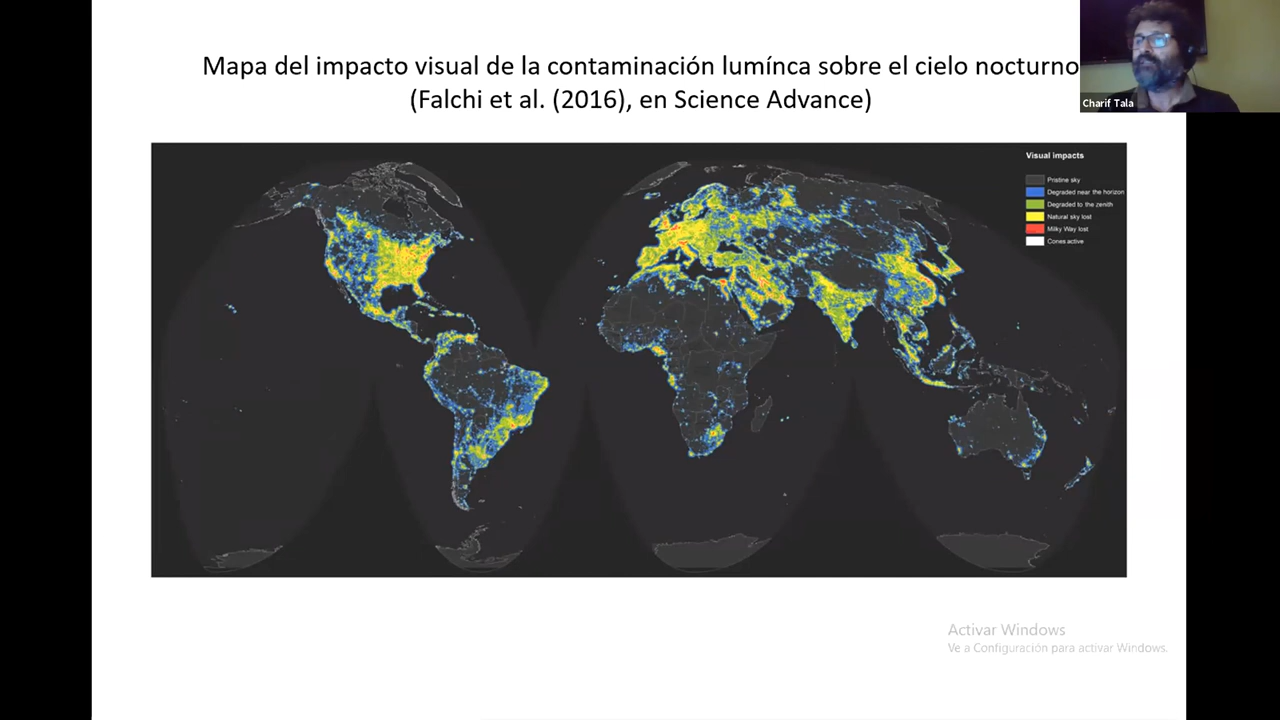 Mapa del impacto visual de la contaminación lumínca sobre el cielo nocturno
(Falchi et al. (2016), en Science Advance)
Charif Tala
Visual impacts
Pristine sky
Degraded near the horizon
Degraded to the zenith
Natural sky lost
Milky Way lost
Cones active
Activar Windows
Ve a Configuración para activar Windows.